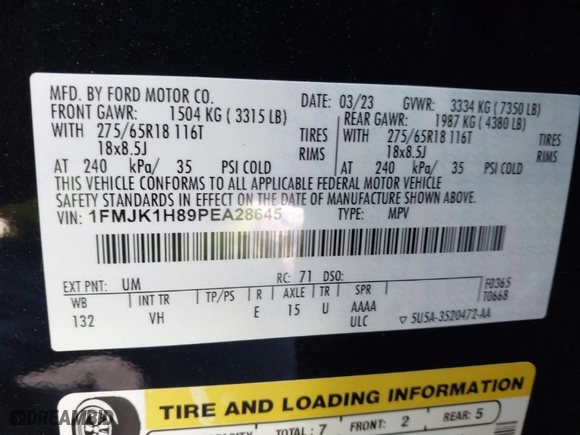 MFD. BY FORD MOTOR CO.
DATE: 03/23 GVWR: 3334 KG ( 7350 LB)
FRONT GAWR: 1504 KG ( 3315 LB) REAR GAWR: 1987 KG ( 4380 LB)
WITH 275/65R18 116T TIRES 275/65R18 116T
18x8.5J RIMS 18x8.5J
AT 240 kPa/ 35 PSI COLD AT 240 kPa/ 35 PSI COLD
THIS VEHICLE CONFORMS TO ALL APPLICABLE FEDERAL MOTOR VEHICLE
SAFETY STANDARDS IN EFFECT ON THE DATE OF MANUFACTURE SHOWN ABOVE.
VIN: 1FMJK1H89PEA28645 TYPE: MPV
EXT PNT: UM RC: 71 DSO: F0365
WB INT TR TP/PS R AXLE TR SPR T0668
132 VH E 15 U AAAA
ULC ▽ 5U5A-3520472-AA
TIRE AND LOADING INFORMATION
TOTAL: 7 FRONT: 2 REAR: 5
DREAMBID